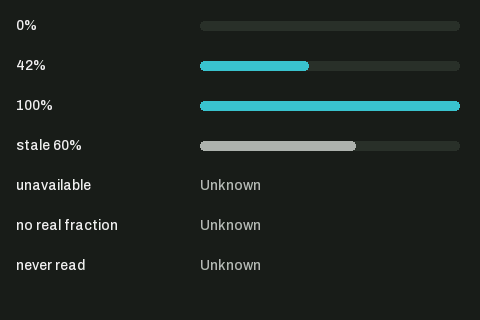 0%
42%
100%
stale 60%
unavailable Unknown
no real fraction Unknown
never read Unknown